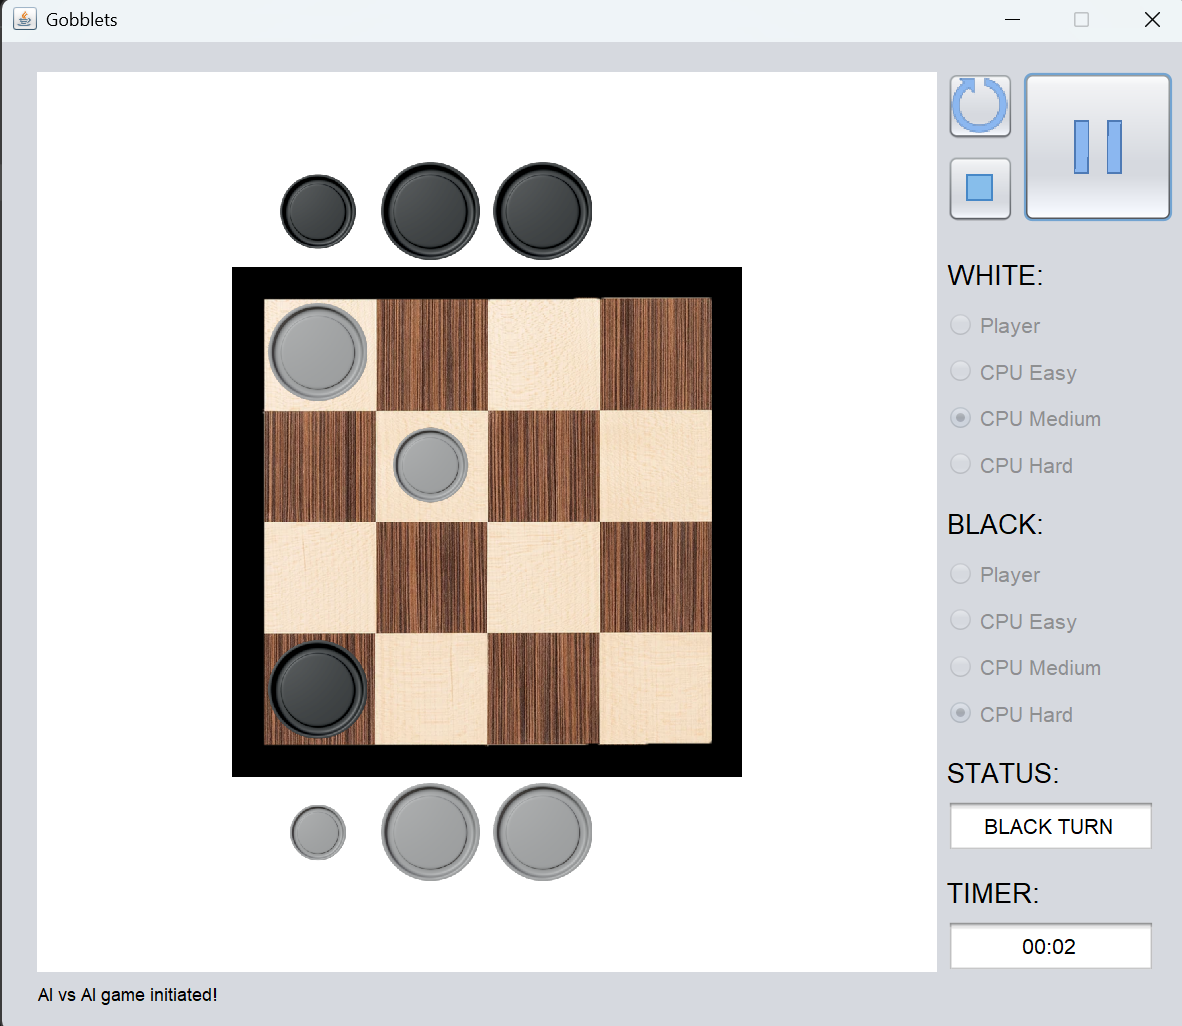 Gobblets
WHITE:
Player
CPU Easy
CPU Medium
CPU Hard
BLACK:
Player
CPU Easy
CPU Medium
CPU Hard
STATUS:
BLACK TURN
TIMER:
00:02
AI vs AI game initiated!